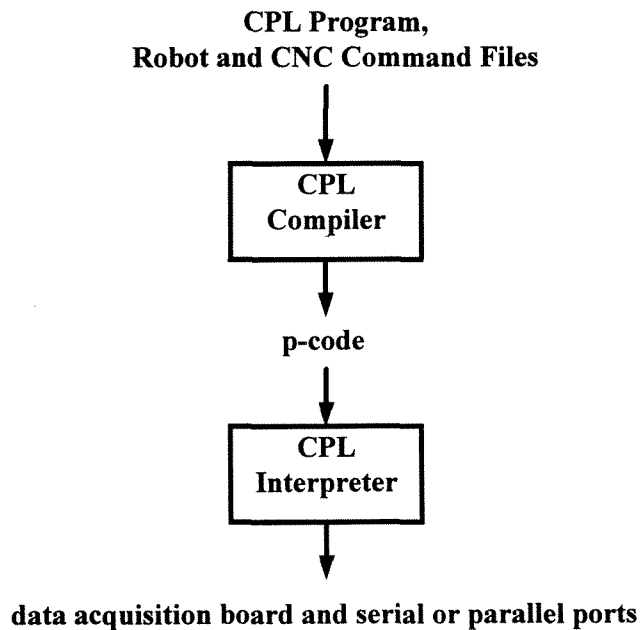 CPL Program,
Robot and CNC Command Files
CPL
Compiler
p-code
CPL
Interpreter
data acquisition board and serial or parallel ports